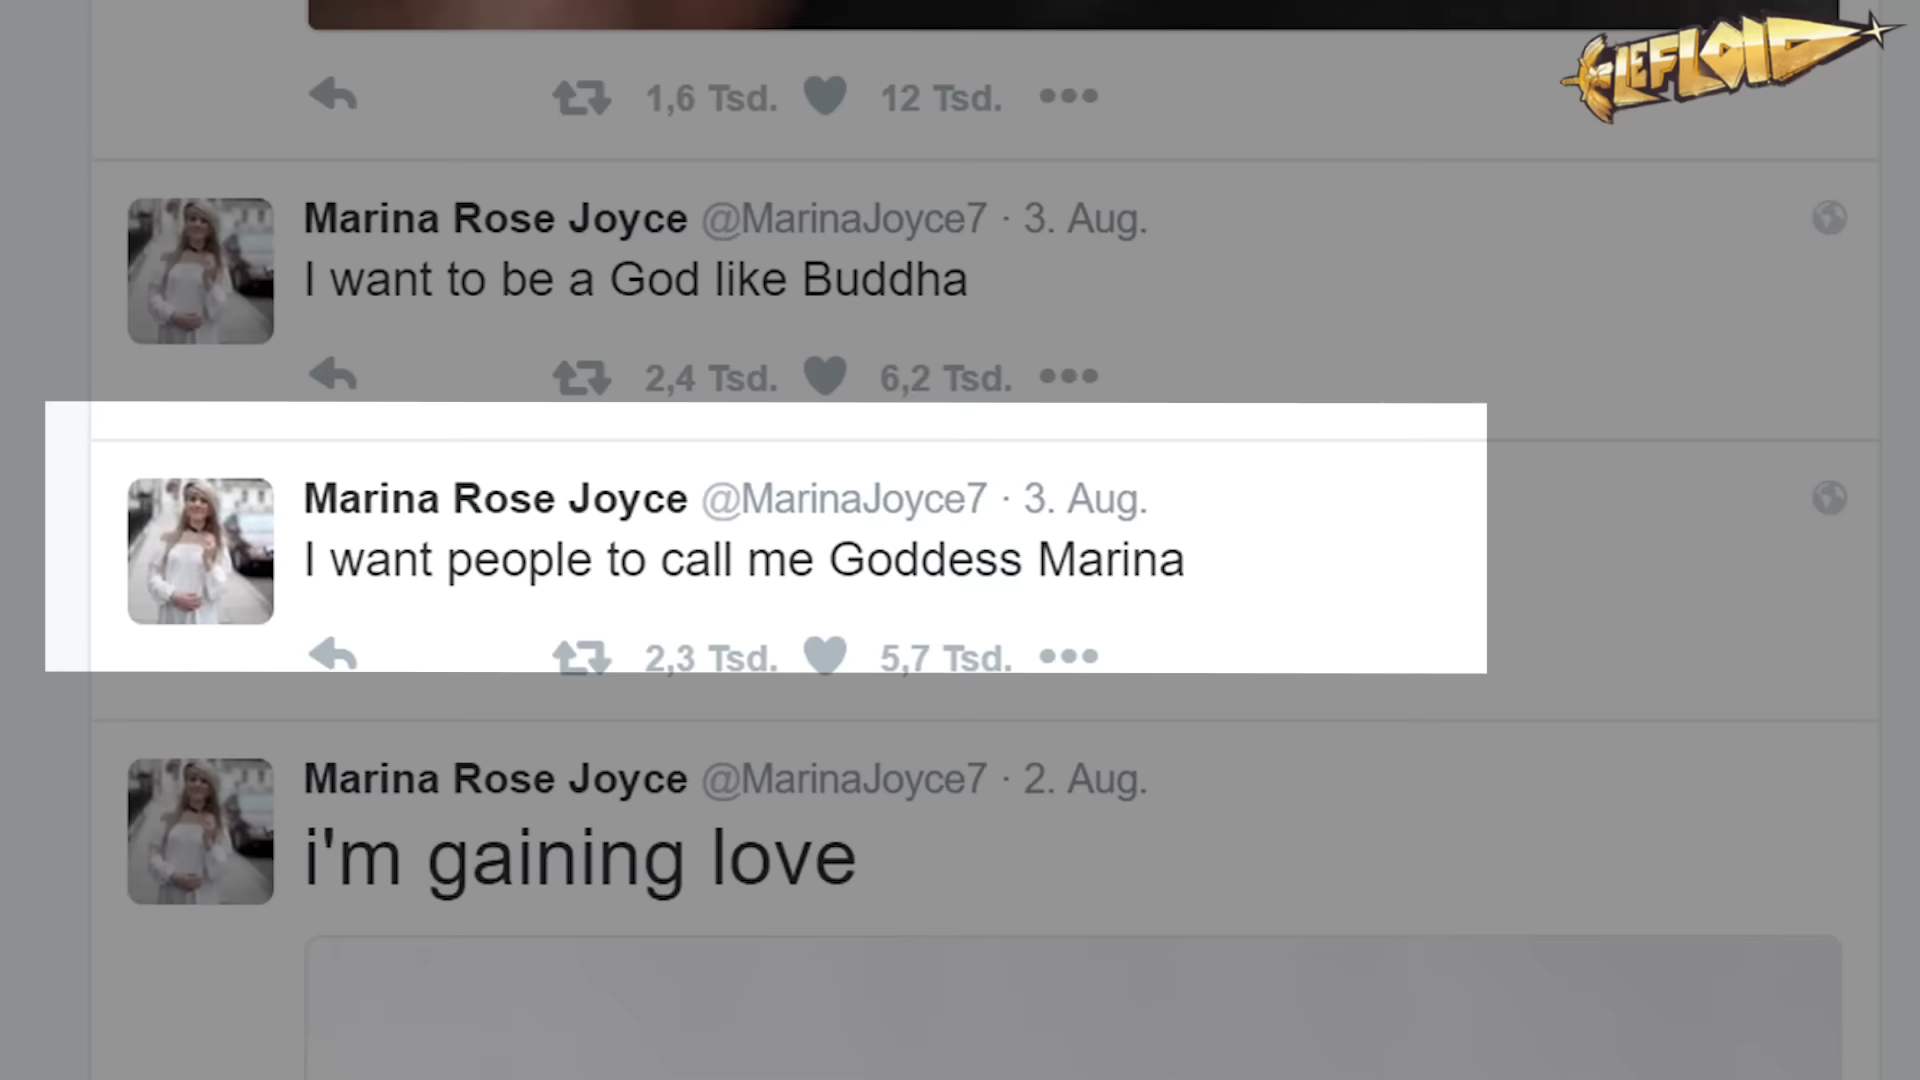 LEFLOID
1,6 Tsd. 12 Tsd.
Marina Rose Joyce @MarinaJoyce7 · 3. Aug.
I want to be a God like Buddha
2,4 Tsd. 6,2 Tsd.
Marina Rose Joyce @MarinaJoyce7 · 3. Aug.
I want people to call me Goddess Marina
2,3 Tsd. 5,7 Tsd.
Marina Rose Joyce @MarinaJoyce7 · 2. Aug.
i'm gaining love